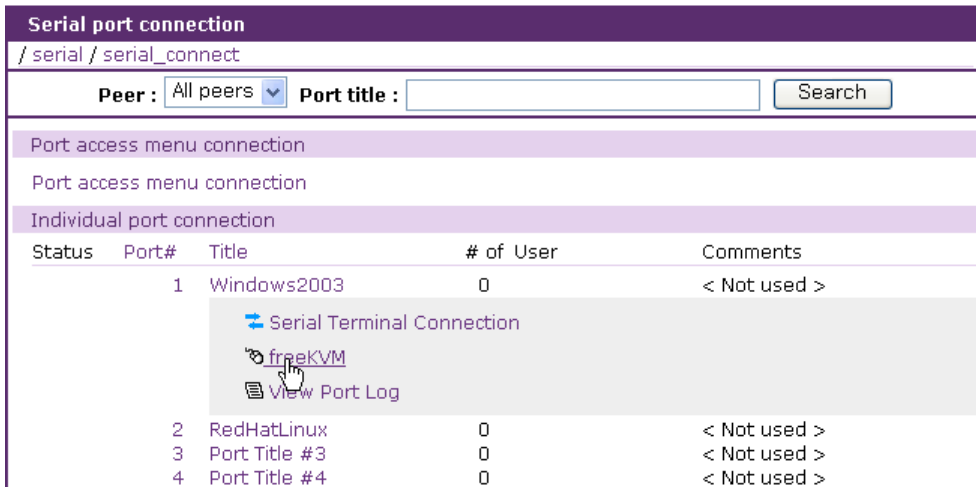 Serial port connection
/ serial / serial_connect
Peer : All peers Port title : Search
Port access menu connection
Port access menu connection
Individual port connection
Status Port# Title # of User Comments
1 Windows2003 0 < Not used >
Serial Terminal Connection
freeKVM
View Port Log
2 RedHatLinux 0 < Not used >
3 Port Title #3 0 < Not used >
4 Port Title #4 0 < Not used >